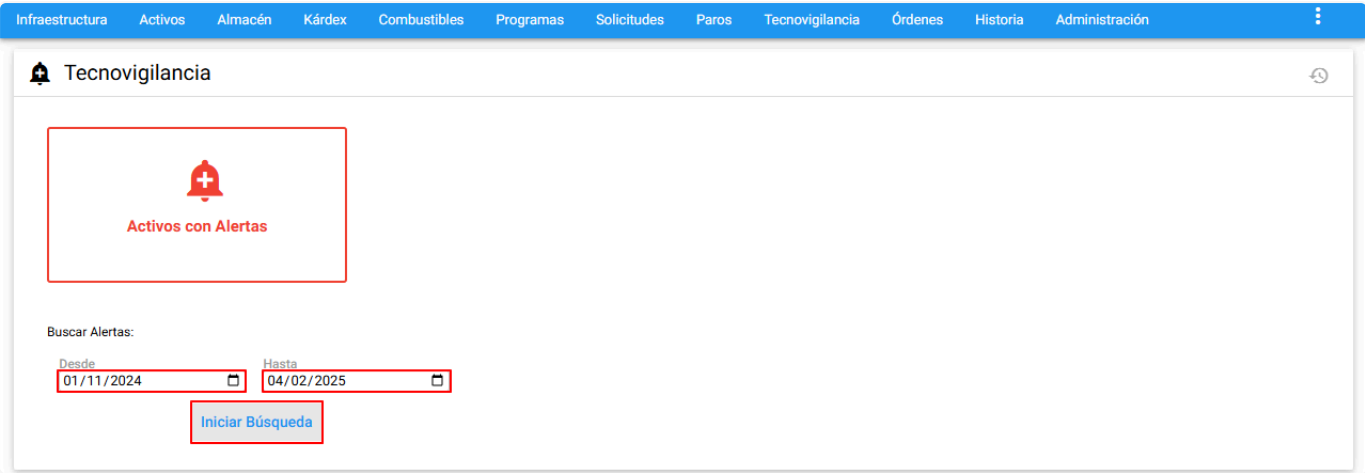 Infraestructura Activos Almacén Kárdex Combustibles Programas Solicitudes Paros Tecnovigilancia Órdenes Historia Administración
Tecnovigilancia
Activos con Alertas
Buscar Alertas:
Desde Hasta
01/11/2024 04/02/2025
Iniciar Búsqueda